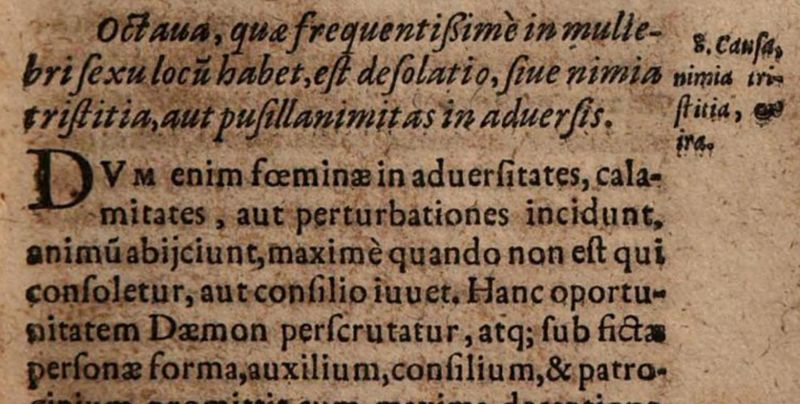 Octaua, quæ frequentißimè in mulie-
bri sexu locū habet, est desolatio, siue nimia
tristitia, aut pusillanimitas in aduersis.
8. Causa,
nimia tri-
stitia, &
ira.
DVM enim fœminæ in aduersitates, cala-
mitates, aut perturbationes incidunt,
animū abijciunt, maximè quando non est qui
consoletur, aut consilio iuuet. Hanc oportu-
nitatem Dæmon perscrutatur, atq; sub ficta
personæ forma, auxilium, consilium, & patro-